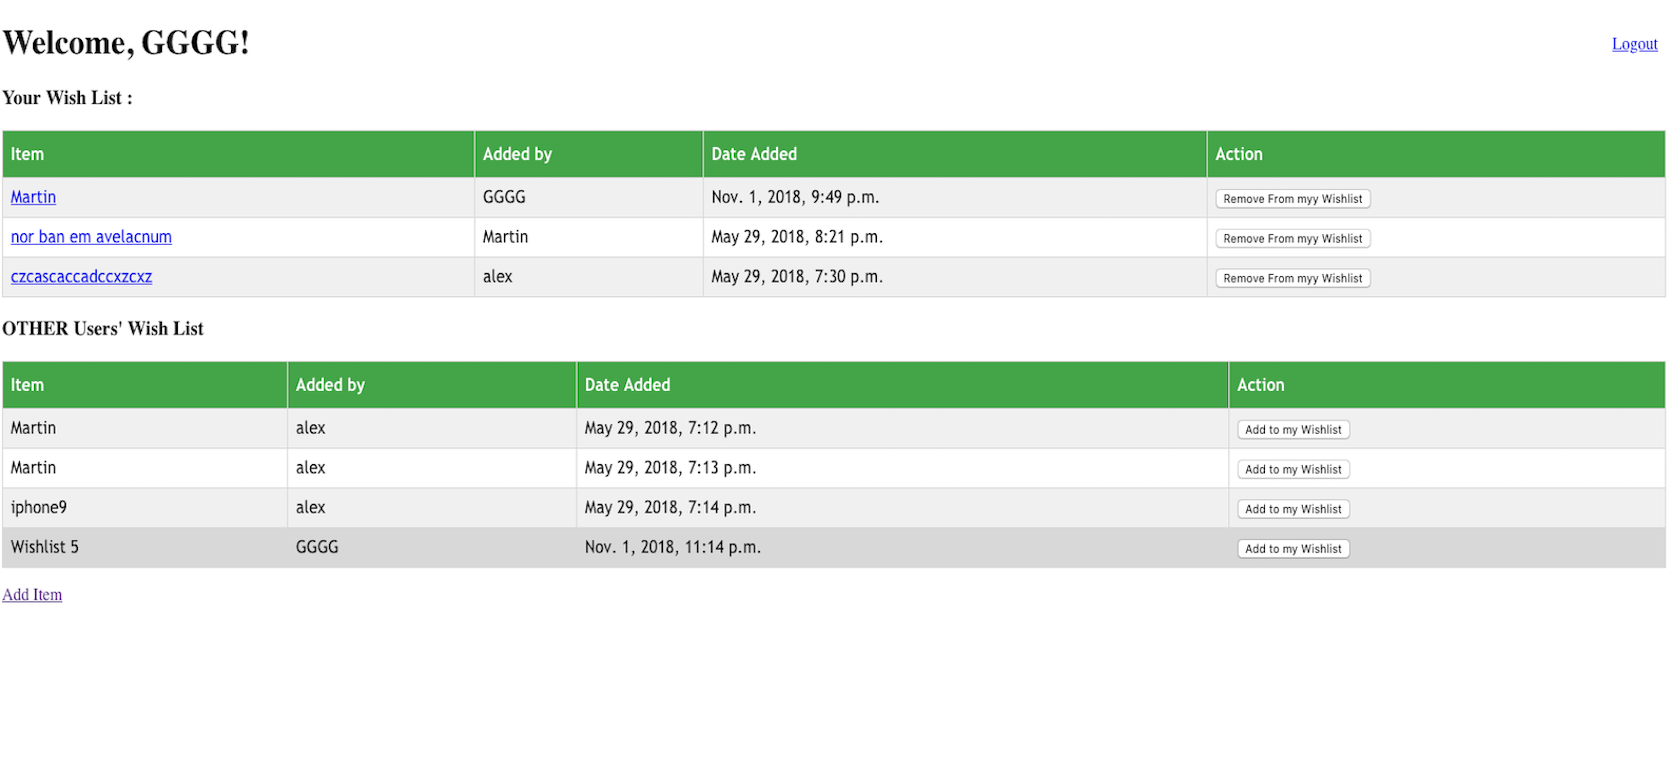 Welcome, GGGG!
Logout
Your Wish List :
Item Added by Date Added Action
Martin GGGG Nov. 1, 2018, 9:49 p.m. Remove From myy Wishlist
nor ban em avelacnum Martin May 29, 2018, 8:21 p.m. Remove From myy Wishlist
czcascaccadccxzcxz alex May 29, 2018, 7:30 p.m. Remove From myy Wishlist
OTHER Users' Wish List
Item Added by Date Added Action
Martin alex May 29, 2018, 7:12 p.m. Add to my Wishlist
Martin alex May 29, 2018, 7:13 p.m. Add to my Wishlist
iphone9 alex May 29, 2018, 7:14 p.m. Add to my Wishlist
Wishlist 5 GGGG Nov. 1, 2018, 11:14 p.m. Add to my Wishlist
Add Item